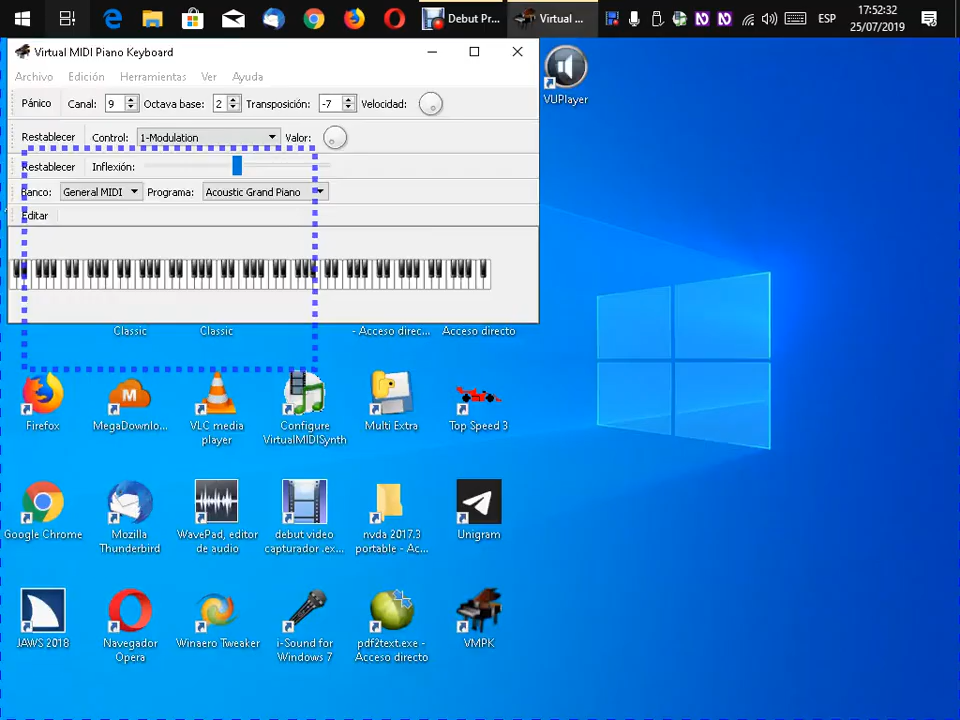 Debut Pr...
Virtual ...
ESP
17:52:32
25/07/2019
Virtual MIDI Piano Keyboard
Archivo Edición Herramientas Ver Ayuda
Pánico Canal: 9 Octava base: 2 Transposición: -7 Velocidad:
Restablecer Control: 1-Modulation Valor:
Restablecer Inflexión:
Banco: General MIDI Programa: Acoustic Grand Piano
Editar
VUPlayer
Classic
Classic
- Acceso direc...
Acceso directo
Firefox
MegaDownlo...
VLC media
player
Configure
VirtualMIDISynth
Multi Extra
Top Speed 3
Google Chrome
Mozilla
Thunderbird
WavePad, editor
de audio
debut video
capturador .ex...
nvda 2017.3
portable - Ac...
Unigram
JAWS 2018
Navegador
Opera
Winaero Tweaker
i-Sound for
Windows 7
pdf2text.exe -
Acceso directo
VMPK